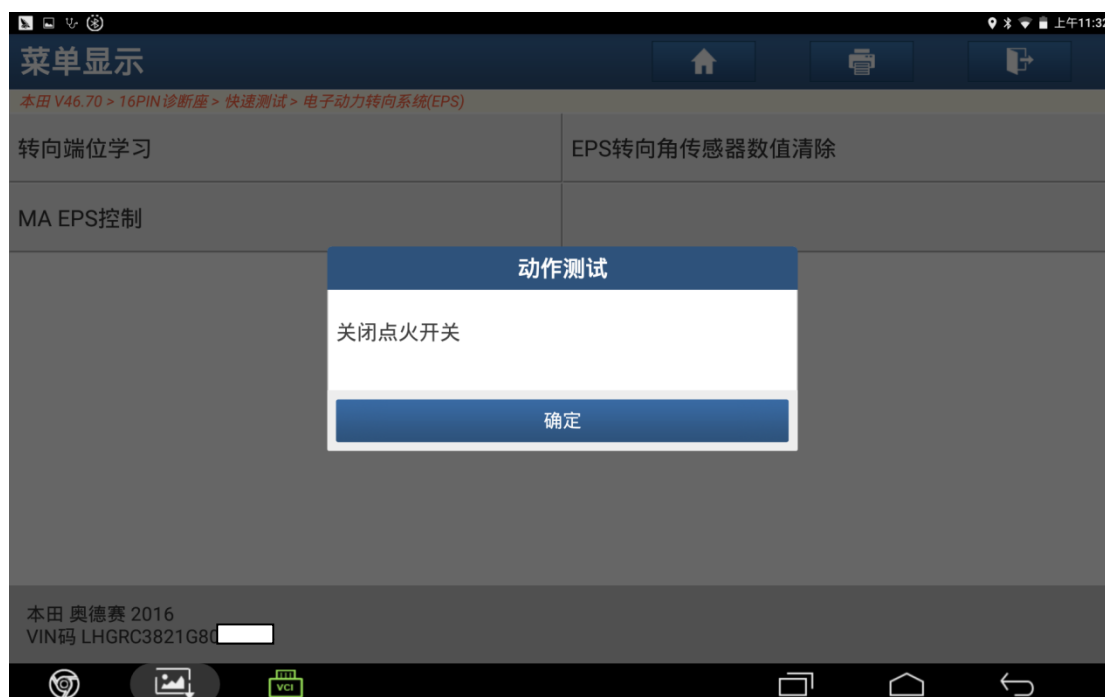 上午11:32
菜单显示
本田 V46.70 > 16PIN诊断座 > 快速测试 > 电子动力转向系统(EPS)
转向端位学习
EPS转向角传感器数值清除
MA EPS控制
动作测试
关闭点火开关
确定
本田 奥德赛 2016
VIN码 LHGRC3821G80
VCI